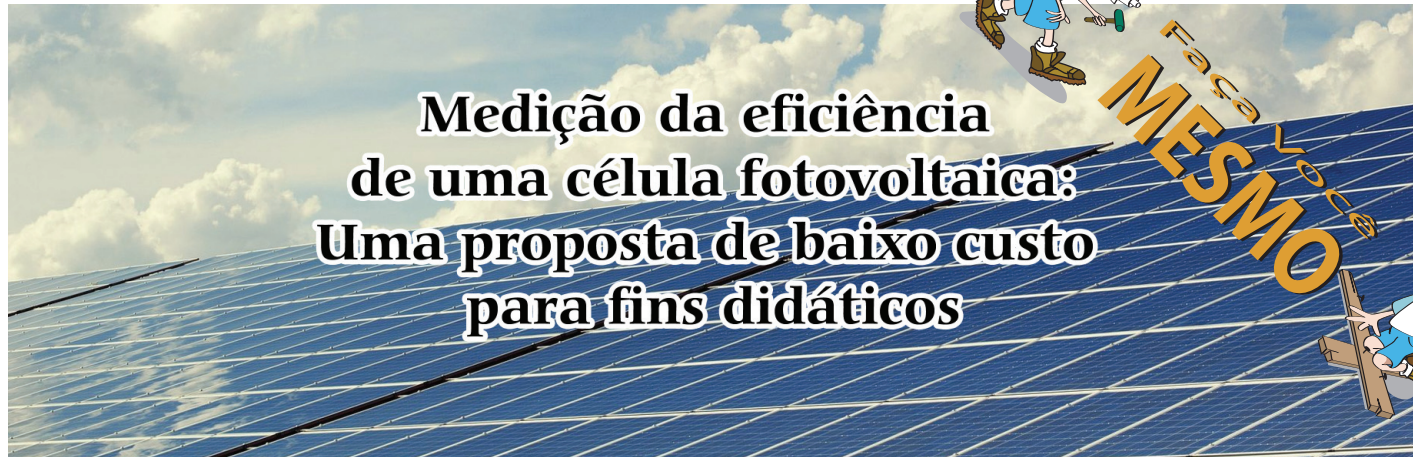 Medição da eficiência
de uma célula fotovoltaica:
Uma proposta de baixo custo
para fins didáticos
Faça você
MESMO